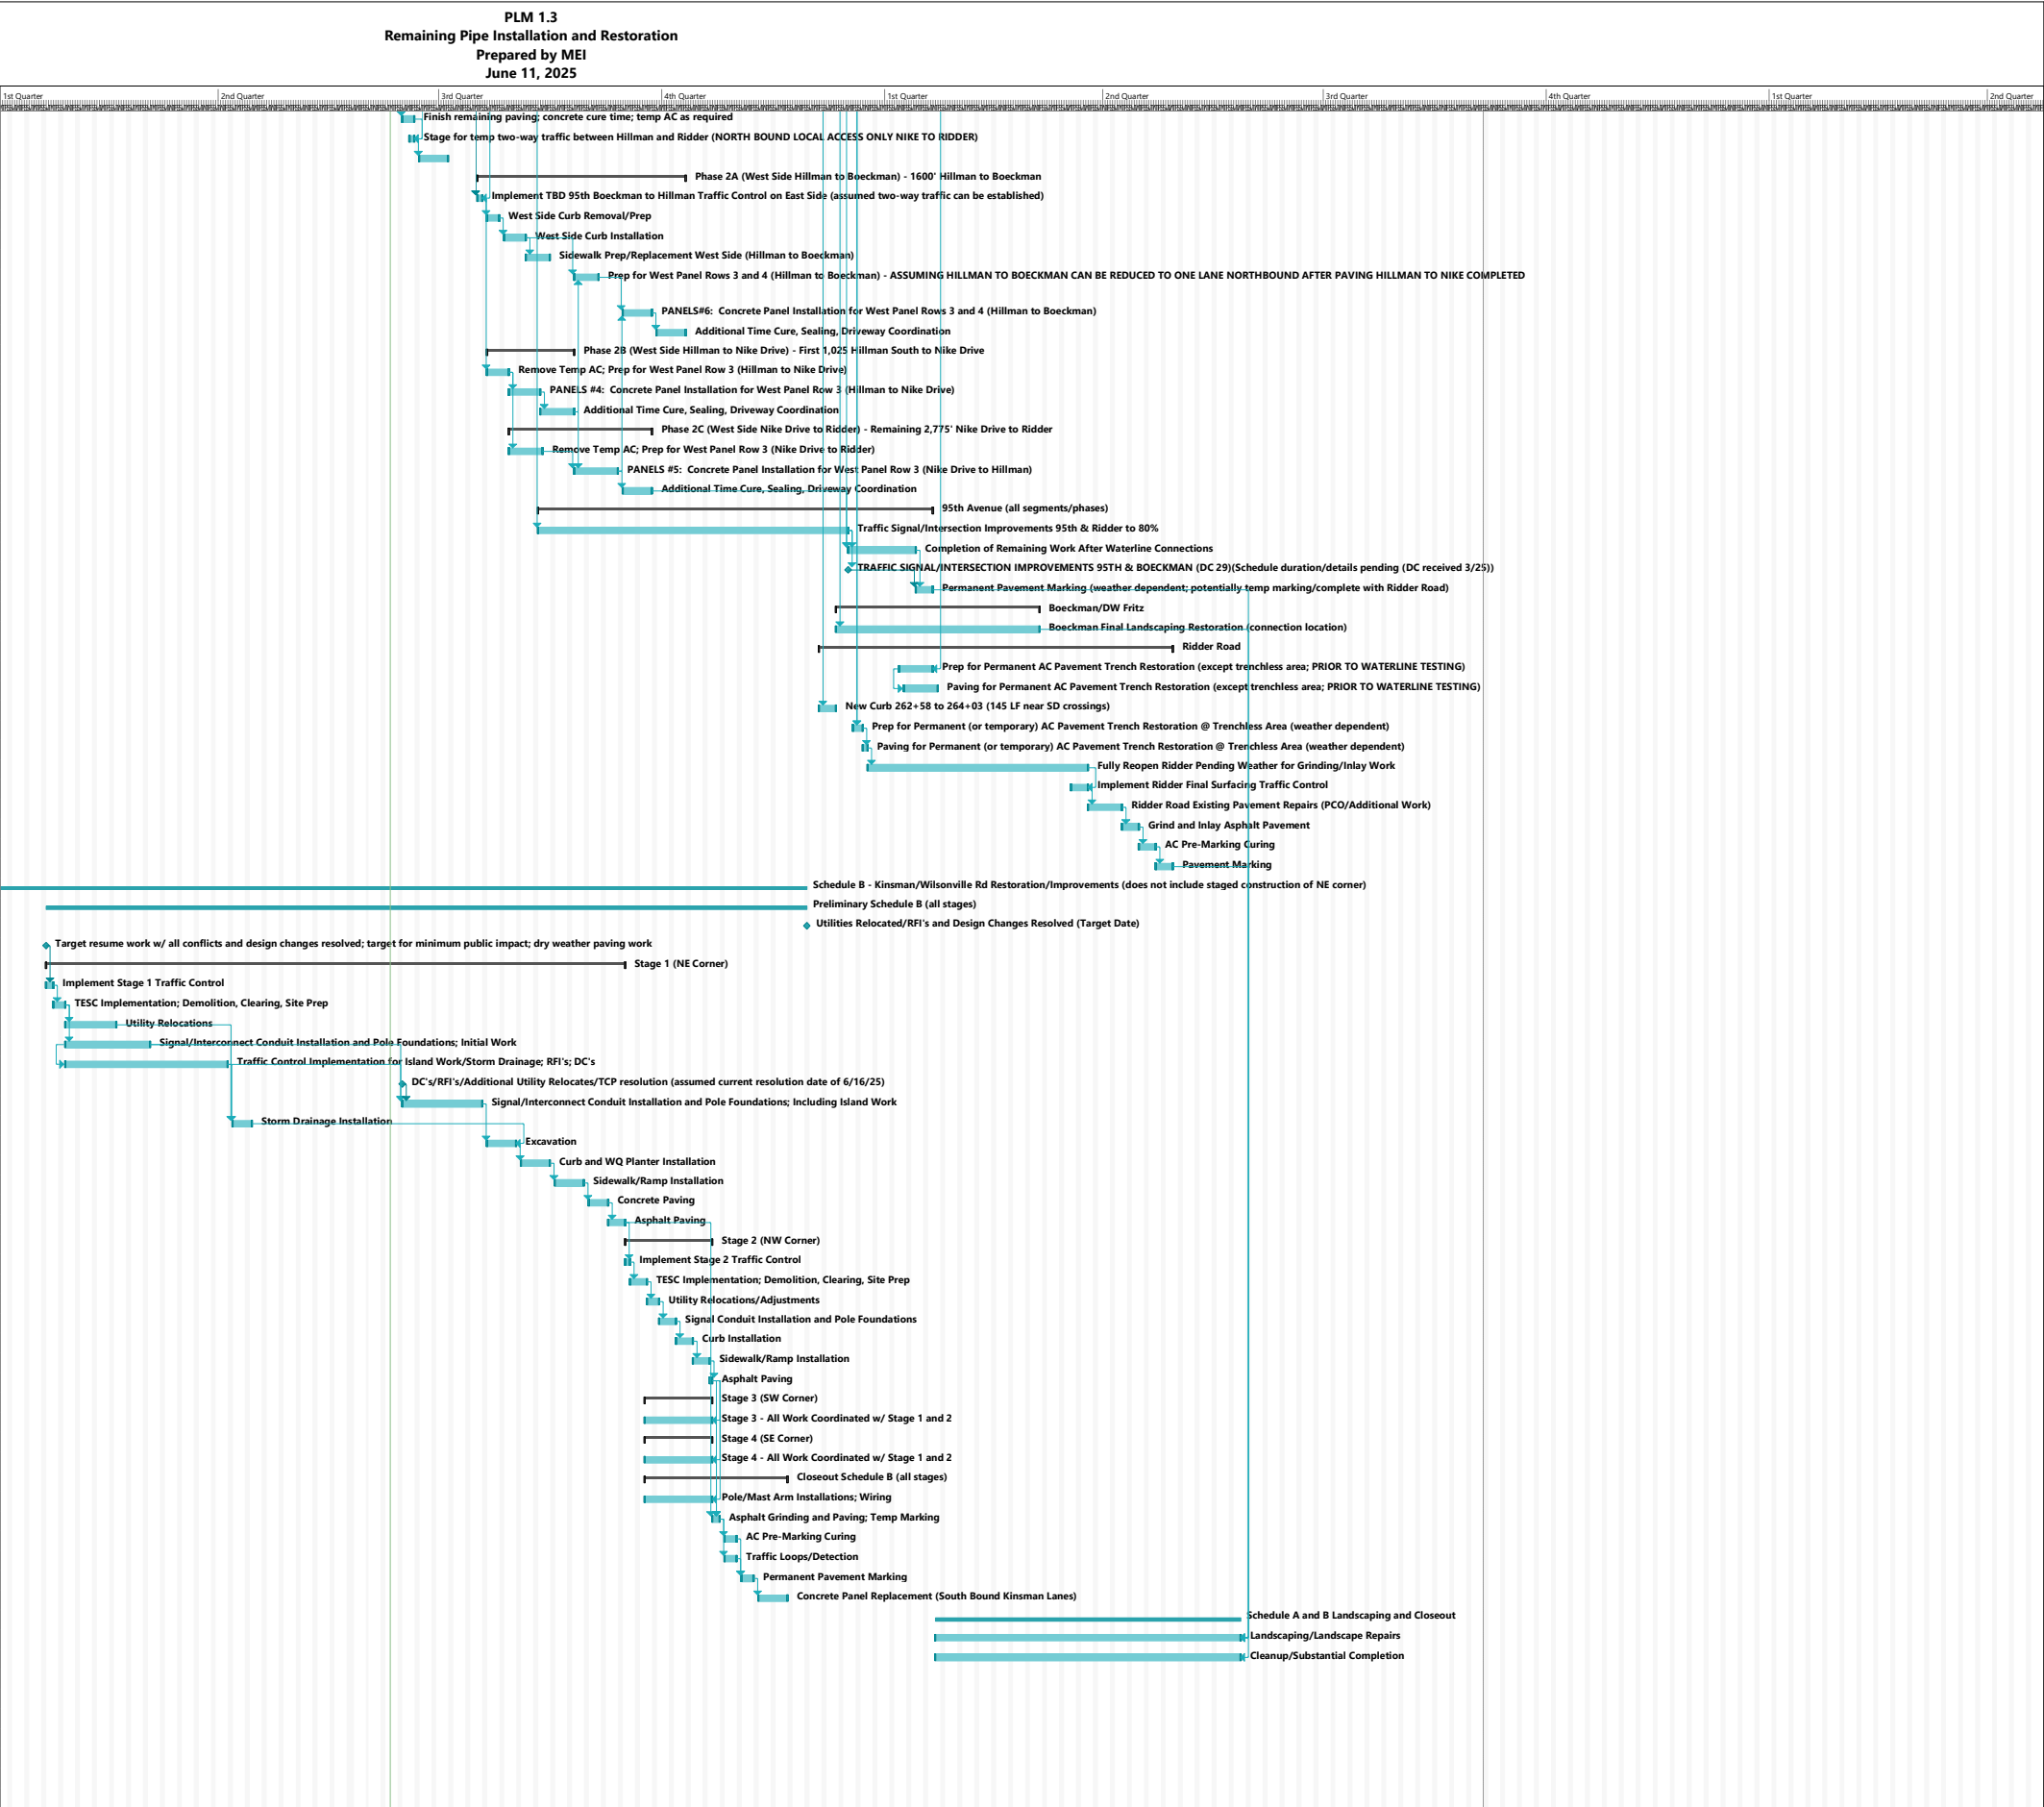 PLM 1.3
Remaining Pipe Installation and Restoration
Prepared by MEI
June 11, 2025
1st Quarter 2nd Quarter 3rd Quarter 4th Quarter 1st Quarter 2nd Quarter 3rd Quarter 4th Quarter 1st Quarter 2nd Quarter
Finish remaining paving; concrete cure time; temp AC as required
Stage for temp two-way traffic between Hillman and Ridder (NORTH BOUND LOCAL ACCESS ONLY NIKE TO RIDDER)
Phase 2A (West Side Hillman to Boeckman) - 1600' Hillman to Boeckman
Implement TBD 95th Boeckman to Hillman Traffic Control on East Side (assumed two-way traffic can be established)
West Side Curb Removal/Prep
West Side Curb Installation
Sidewalk Prep/Replacement West Side (Hillman to Boeckman)
Prep for West Panel Rows 3 and 4 (Hillman to Boeckman) - ASSUMING HILLMAN TO BOECKMAN CAN BE REDUCED TO ONE LANE NORTHBOUND AFTER PAVING HILLMAN TO NIKE COMPLETED
PANELS#6: Concrete Panel Installation for West Panel Rows 3 and 4 (Hillman to Boeckman)
Additional Time Cure, Sealing, Driveway Coordination
Phase 2B (West Side Hillman to Nike Drive) - First 1,025 Hillman South to Nike Drive
Remove Temp AC; Prep for West Panel Row 3 (Hillman to Nike Drive)
PANELS #4: Concrete Panel Installation for West Panel Row 3 (Hillman to Nike Drive)
Additional Time Cure, Sealing, Driveway Coordination
Phase 2C (West Side Nike Drive to Ridder) - Remaining 2,775' Nike Drive to Ridder
Remove Temp AC; Prep for West Panel Row 3 (Nike Drive to Ridder)
PANELS #5: Concrete Panel Installation for West Panel Row 3 (Nike Drive to Hillman)
Additional Time Cure, Sealing, Driveway Coordination
95th Avenue (all segments/phases)
Traffic Signal/Intersection Improvements 95th & Ridder to 80%
Completion of Remaining Work After Waterline Connections
TRAFFIC SIGNAL/INTERSECTION IMPROVEMENTS 95TH & BOECKMAN (DC 29)(Schedule duration/details pending (DC received 3/25))
Permanent Pavement Marking (weather dependent; potentially temp marking/complete with Ridder Road)
Boeckman/DW Fritz
Boeckman Final Landscaping Restoration (connection location)
Ridder Road
Prep for Permanent AC Pavement Trench Restoration (except trenchless area; PRIOR TO WATERLINE TESTING)
Paving for Permanent AC Pavement Trench Restoration (except trenchless area; PRIOR TO WATERLINE TESTING)
New Curb 262+58 to 264+03 (145 LF near SD crossings)
Prep for Permanent (or temporary) AC Pavement Trench Restoration @ Trenchless Area (weather dependent)
Paving for Permanent (or temporary) AC Pavement Trench Restoration @ Trenchless Area (weather dependent)
Fully Reopen Ridder Pending Weather for Grinding/Inlay Work
Implement Ridder Final Surfacing Traffic Control
Ridder Road Existing Pavement Repairs (PCO/Additional Work)
Grind and Inlay Asphalt Pavement
AC Pre-Marking Curing
Pavement Marking
Schedule B - Kinsman/Wilsonville Rd Restoration/Improvements (does not include staged construction of NE corner)
Preliminary Schedule B (all stages)
Utilities Relocated/RFI's and Design Changes Resolved (Target Date)
Target resume work w/ all conflicts and design changes resolved; target for minimum public impact; dry weather paving work
Stage 1 (NE Corner)
Implement Stage 1 Traffic Control
TESC Implementation; Demolition, Clearing, Site Prep
Utility Relocations
Signal/Interconnect Conduit Installation and Pole Foundations; Initial Work
Traffic Control Implementation for Island Work/Storm Drainage; RFI's; DC's
DC's/RFI's/Additional Utility Relocates/TCP resolution (assumed current resolution date of 6/16/25)
Signal/Interconnect Conduit Installation and Pole Foundations; Including Island Work
Storm Drainage Installation
Excavation
Curb and WQ Planter Installation
Sidewalk/Ramp Installation
Concrete Paving
Asphalt Paving
Stage 2 (NW Corner)
Implement Stage 2 Traffic Control
TESC Implementation; Demolition, Clearing, Site Prep
Utility Relocations/Adjustments
Signal Conduit Installation and Pole Foundations
Curb Installation
Sidewalk/Ramp Installation
Asphalt Paving
Stage 3 (SW Corner)
Stage 3 - All Work Coordinated w/ Stage 1 and 2
Stage 4 (SE Corner)
Stage 4 - All Work Coordinated w/ Stage 1 and 2
Closeout Schedule B (all stages)
Pole/Mast Arm Installations; Wiring
Asphalt Grinding and Paving; Temp Marking
AC Pre-Marking Curing
Traffic Loops/Detection
Permanent Pavement Marking
Concrete Panel Replacement (South Bound Kinsman Lanes)
Schedule A and B Landscaping and Closeout
Landscaping/Landscape Repairs
Cleanup/Substantial Completion